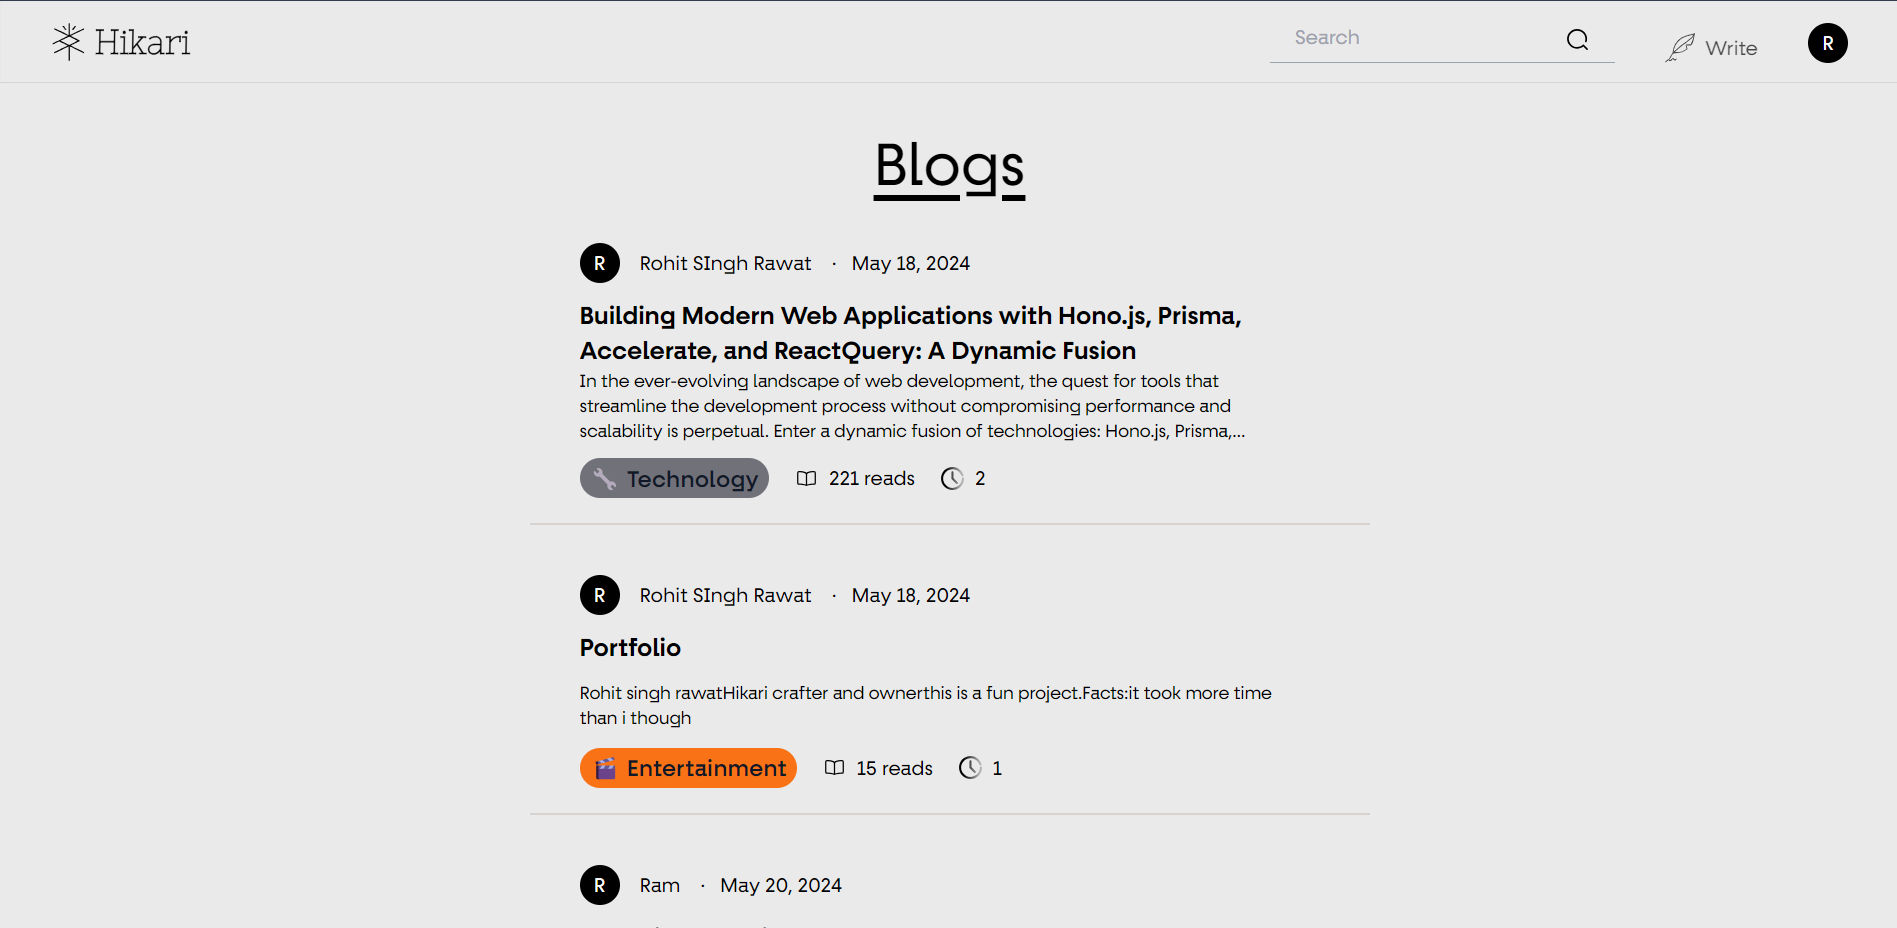 Hikari
Search
Write
R
Blogs
R Rohit SIngh Rawat · May 18, 2024
Building Modern Web Applications with Hono.js, Prisma,
Accelerate, and ReactQuery: A Dynamic Fusion
In the ever-evolving landscape of web development, the quest for tools that
streamline the development process without compromising performance and
scalability is perpetual. Enter a dynamic fusion of technologies: Hono.js, Prisma,...
Technology 221 reads 2
R Rohit SIngh Rawat · May 18, 2024
Portfolio
Rohit singh rawatHikari crafter and ownerthis is a fun project.Facts:it took more time
than i though
Entertainment 15 reads 1
R Ram · May 20, 2024